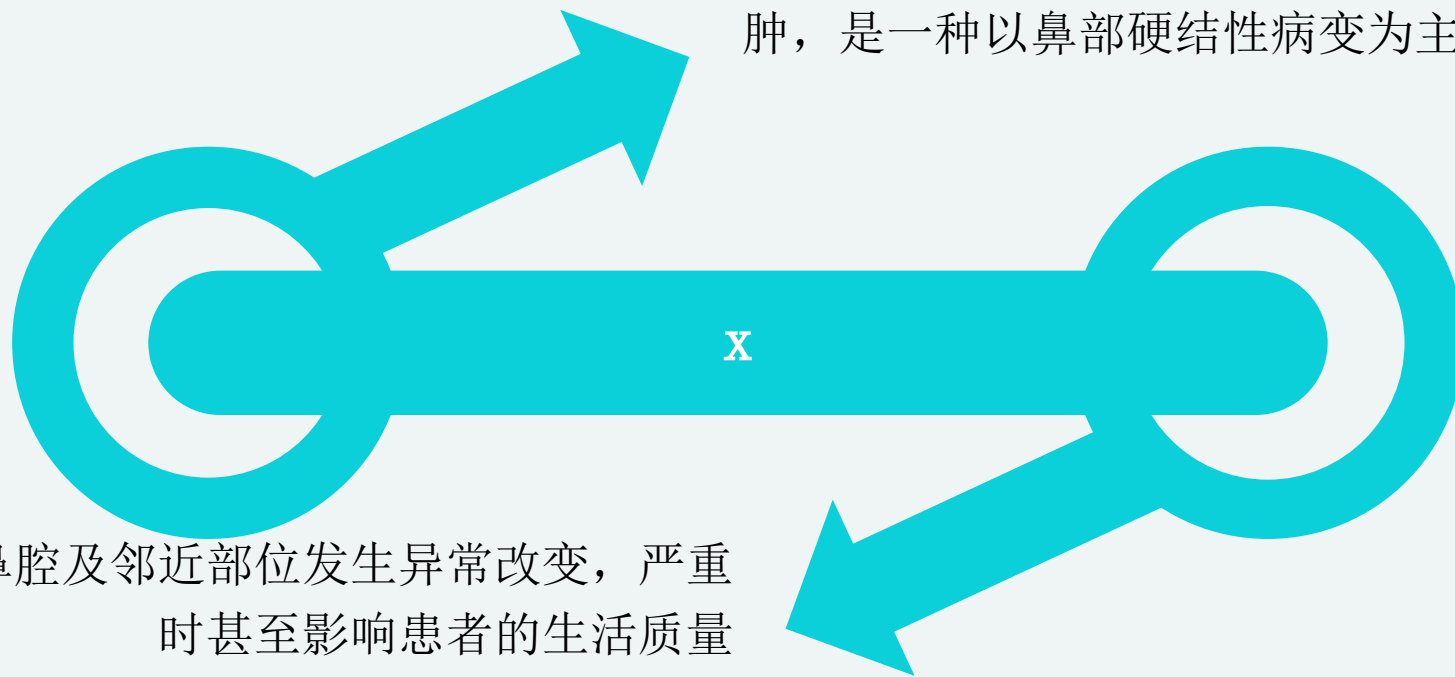 肿，是一种以鼻部硬结性病变为主
x
鼻腔及邻近部位发生异常改变，严重
时甚至影响患者的生活质量